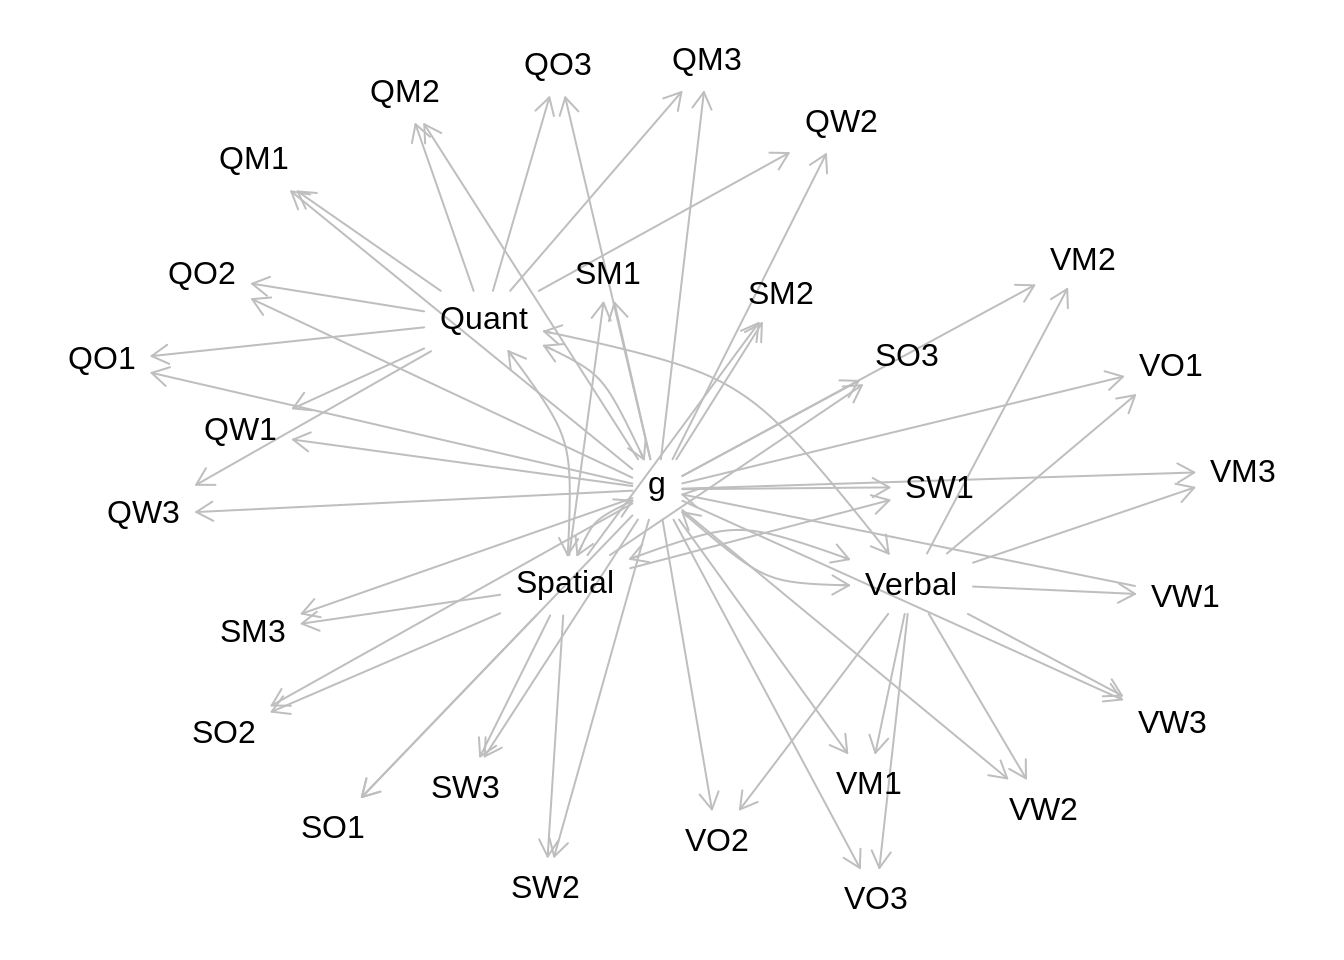 QM3
QO3
QM2
QW2
QM1
VM2
QO2
SM1
SM2
Quant
SO3
QO1
VO1
QW1
VM3
g
SW1
QW3
Spatial
Verbal
VW1
SM3
VW3
SO2
VM1
SW3
VW2
SO1
VO2
SW2
VO3